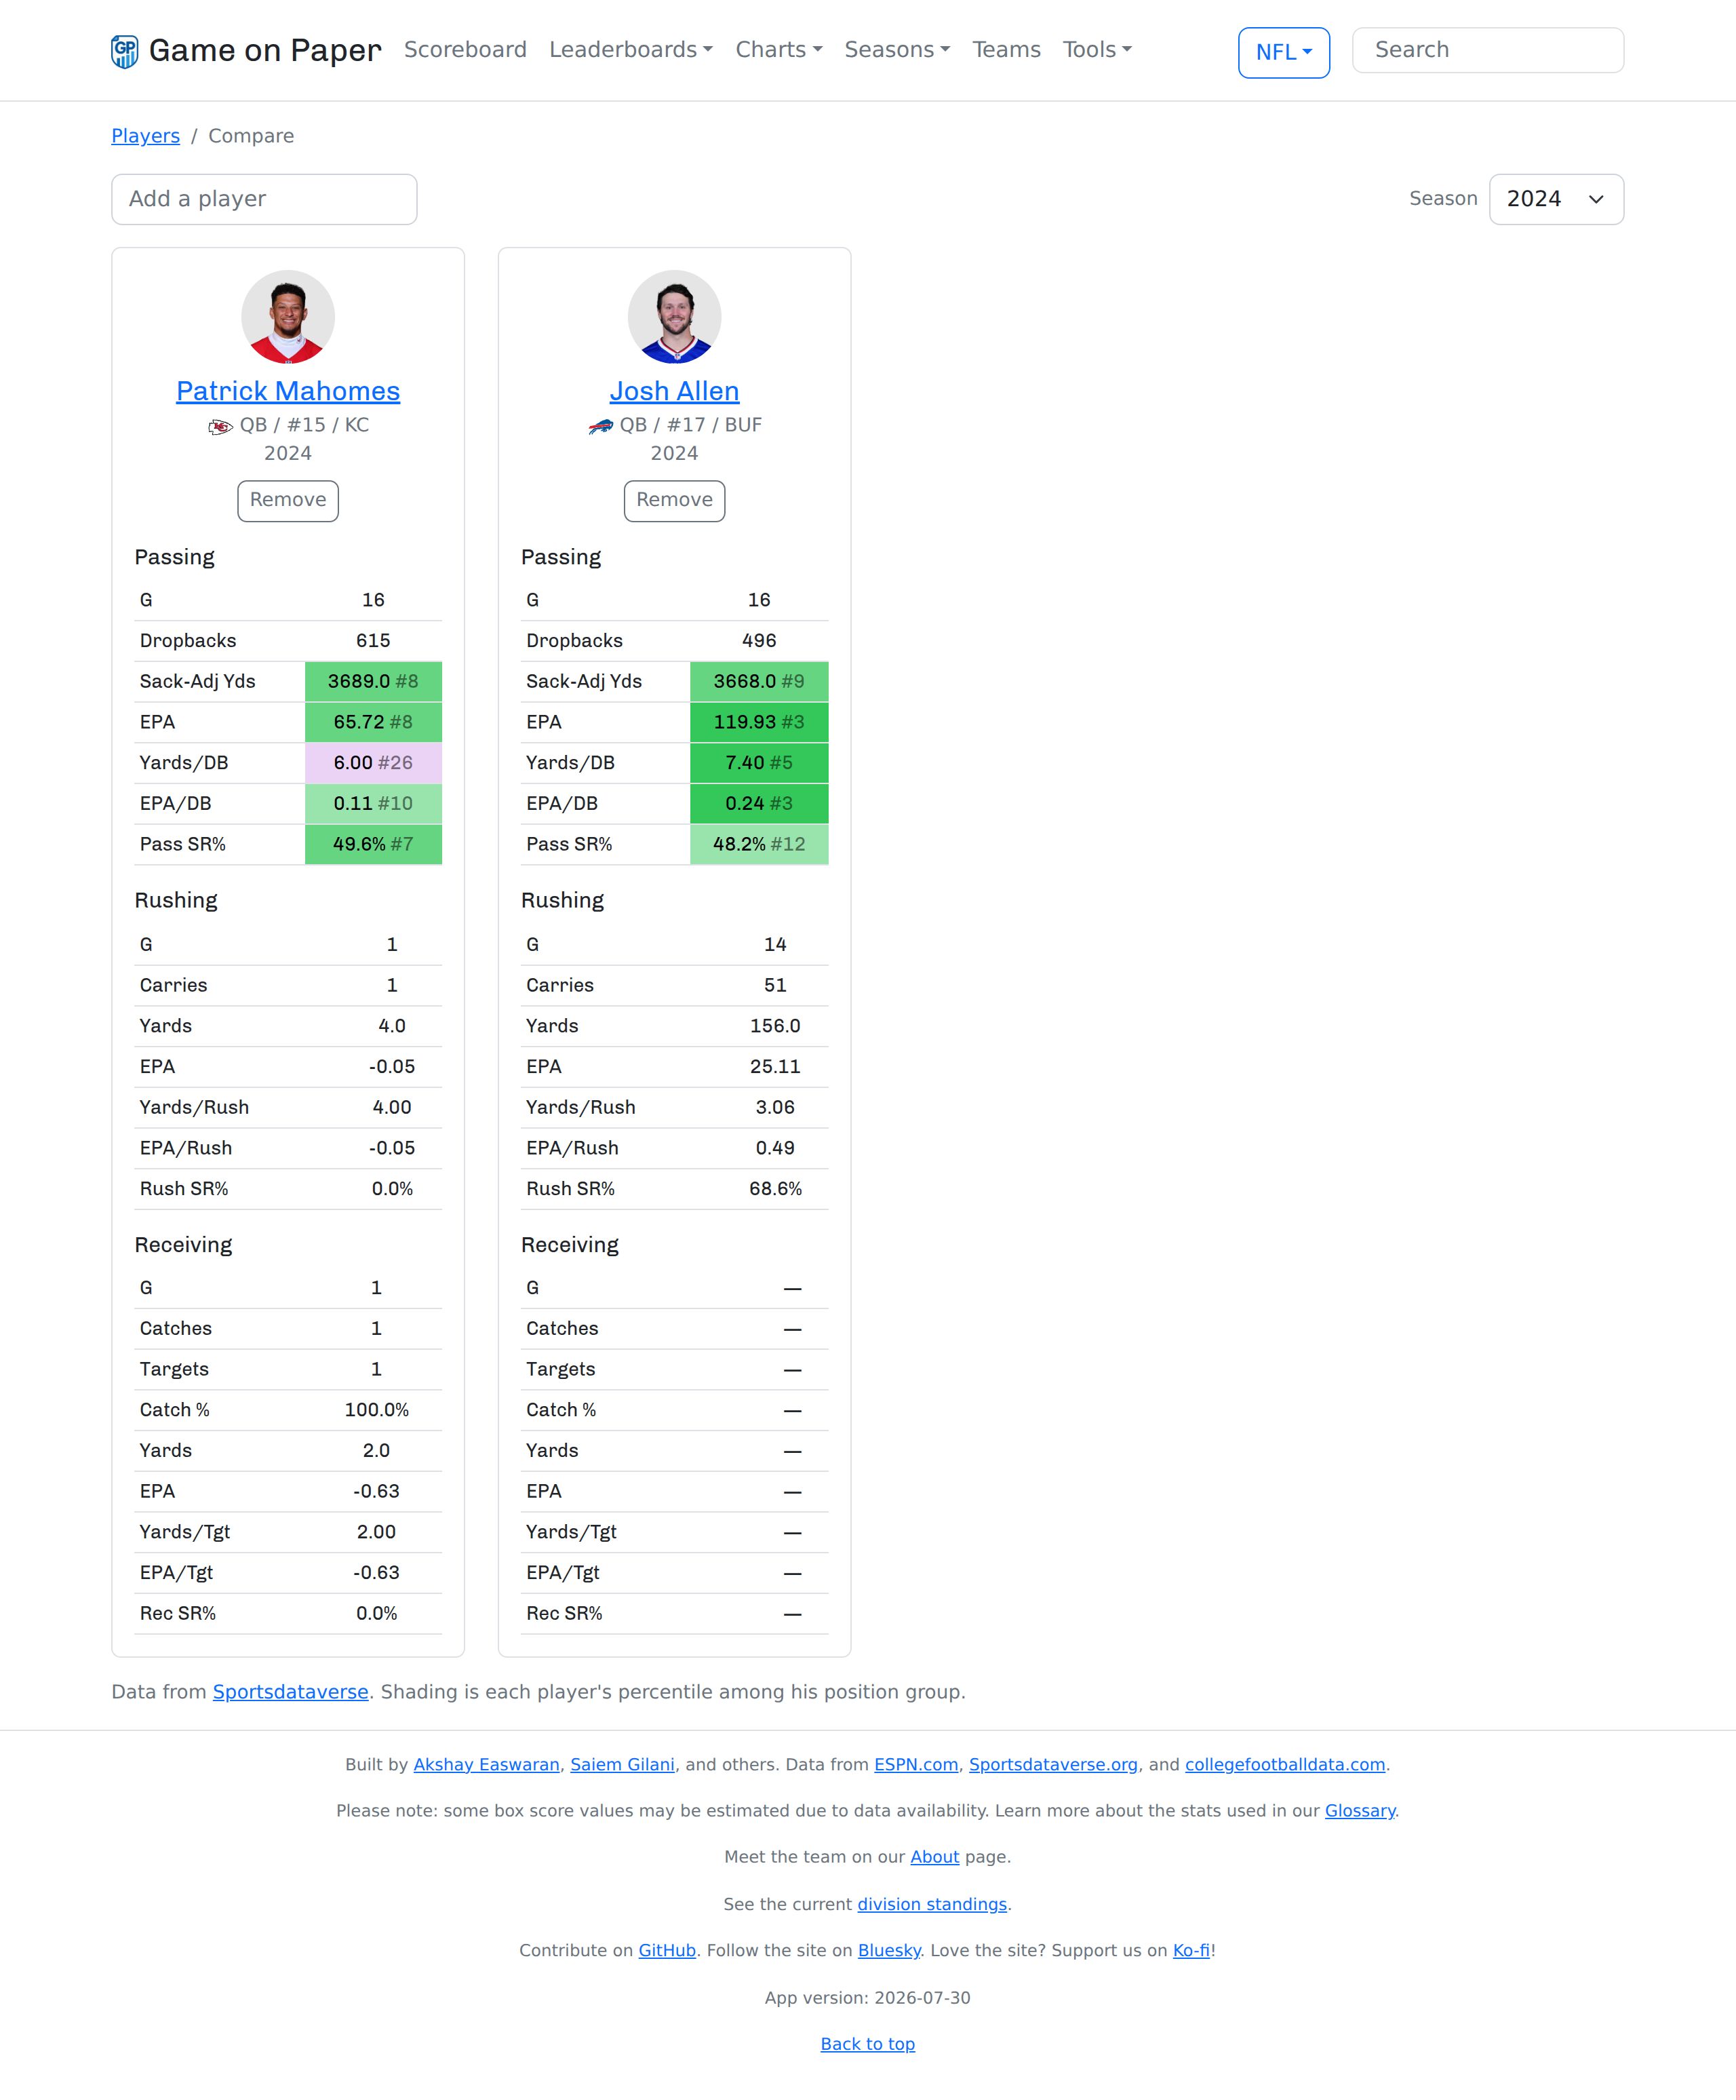 GP Game on Paper Scoreboard Leaderboards Charts Seasons Teams Tools NFL Search
Players / Compare
Add a player
Season 2024
Patrick Mahomes
QB / #15 / KC
2024
Remove
Passing
G 16
Dropbacks 615
Sack-Adj Yds 3689.0 #8
EPA 65.72 #8
Yards/DB 6.00 #26
EPA/DB 0.11 #10
Pass SR% 49.6% #7
Rushing
G 1
Carries 1
Yards 4.0
EPA -0.05
Yards/Rush 4.00
EPA/Rush -0.05
Rush SR% 0.0%
Receiving
G 1
Catches 1
Targets 1
Catch % 100.0%
Yards 2.0
EPA -0.63
Yards/Tgt 2.00
EPA/Tgt -0.63
Rec SR% 0.0%
Josh Allen
QB / #17 / BUF
2024
Remove
Passing
G 16
Dropbacks 496
Sack-Adj Yds 3668.0 #9
EPA 119.93 #3
Yards/DB 7.40 #5
EPA/DB 0.24 #3
Pass SR% 48.2% #12
Rushing
G 14
Carries 51
Yards 156.0
EPA 25.11
Yards/Rush 3.06
EPA/Rush 0.49
Rush SR% 68.6%
Receiving
G —
Catches —
Targets —
Catch % —
Yards —
EPA —
Yards/Tgt —
EPA/Tgt —
Rec SR% —
Data from Sportsdataverse. Shading is each player's percentile among his position group.
Built by Akshay Easwaran, Saiem Gilani, and others. Data from ESPN.com, Sportsdataverse.org, and collegefootballdata.com.
Please note: some box score values may be estimated due to data availability. Learn more about the stats used in our Glossary.
Meet the team on our About page.
See the current division standings.
Contribute on GitHub. Follow the site on Bluesky. Love the site? Support us on Ko-fi!
App version: 2026-07-30
Back to top